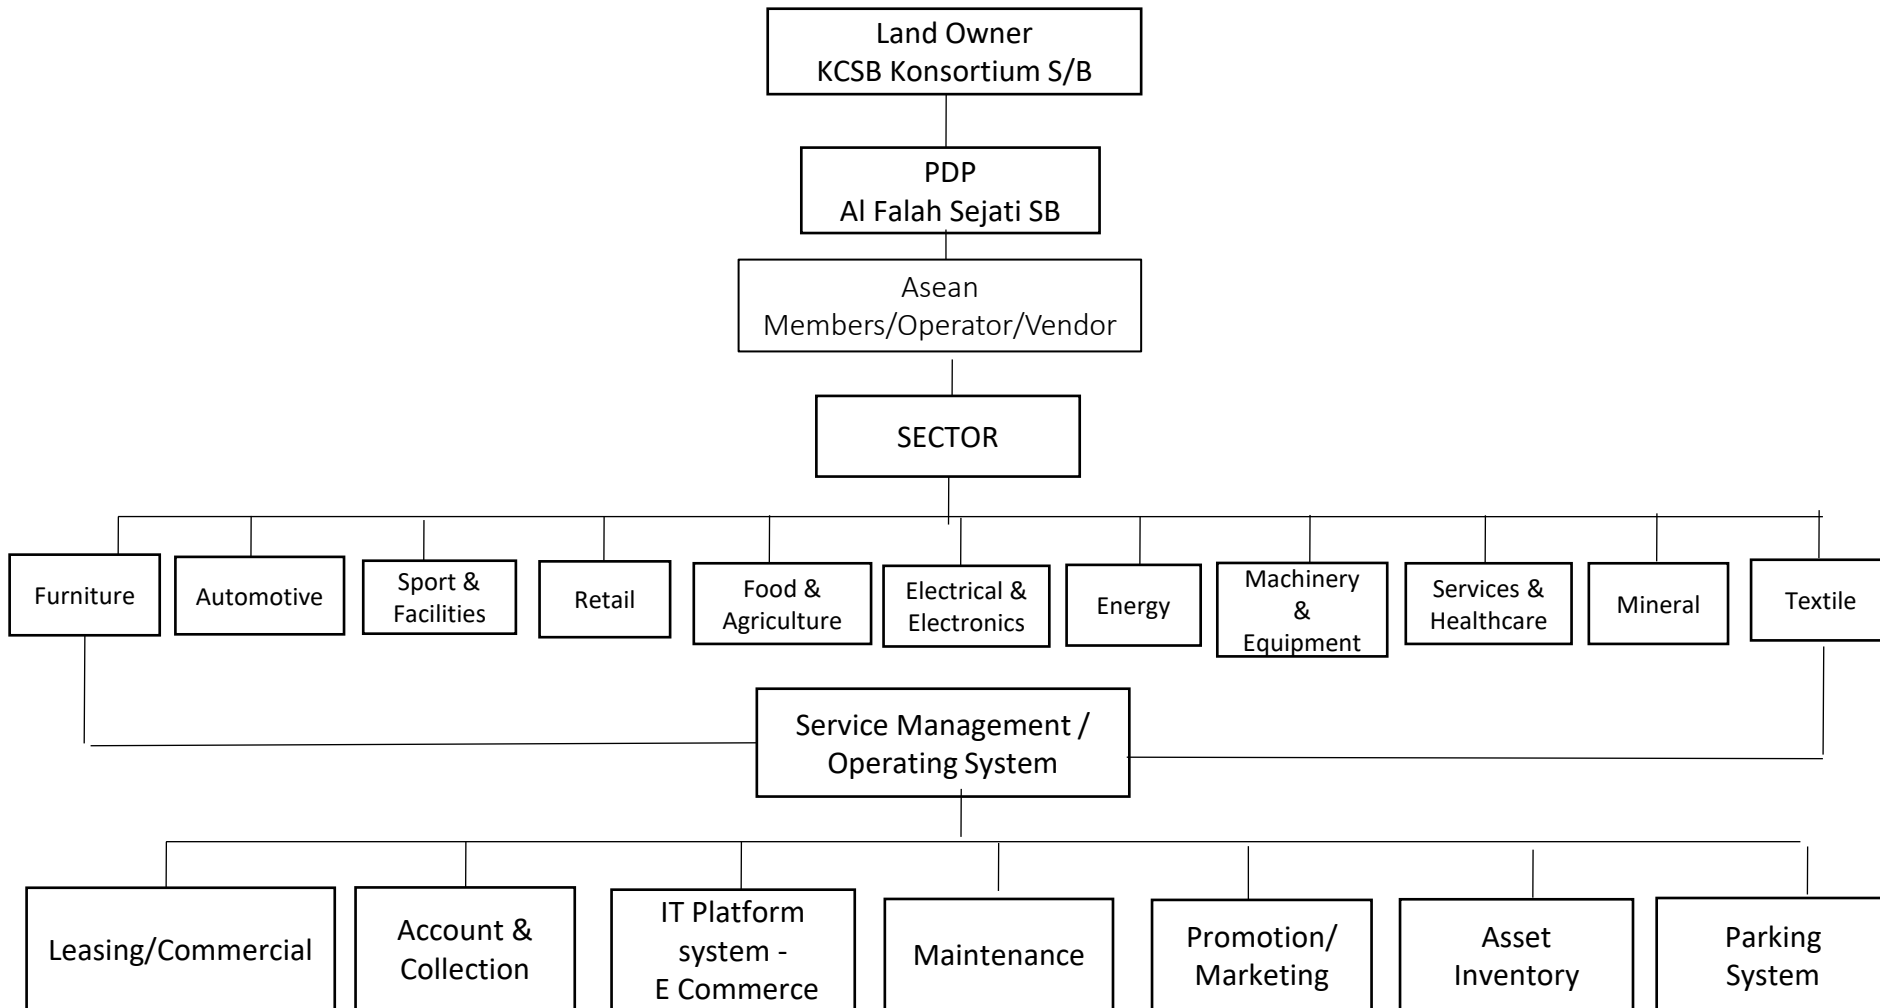 Land Owner
KCSB Konsortium S/B
PDP
Al Falah Sejati SB
Asean
Members/Operator/Vendor
SECTOR
Furniture
Automotive
Sport &
Facilities
Retail
Food &
Agriculture
Electrical &
Electronics
Energy
Machinery
&
Equipment
Services &
Healthcare
Mineral
Textile
Service Management /
Operating System
Leasing/Commercial
Account &
Collection
IT Platform
system -
E Commerce
Maintenance
Promotion/
Marketing
Asset
Inventory
Parking
System